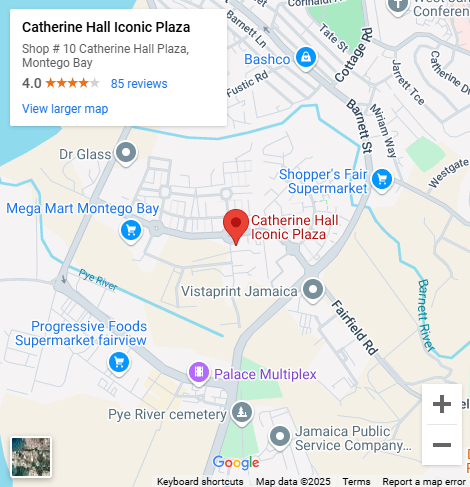 Catherine Hall Iconic Plaza
Shop # 10 Catherine Hall Plaza,
Montego Bay
4.0
85 reviews
View larger map
West
Conference
Tate St
Barnett Ln
Cottage Rd
Bashco
Fustic Rd
Jarrett Tce
Catherine
Barnett St
Miriam Way
Westgate
Dr Glass
Shopper's Fair
Supermarket
Mega Mart Montego Bay
Catherine Hall
Iconic Plaza
Pye River
Vistaprint Jamaica
Barnett River
Fairfield Rd
Progressive Foods
Supermarket fairview
Palace Multiplex
Pye River cemetery
Jamaica Public
Service Company...
+
−
Google
Keyboard shortcuts
Map data ©2025
Terms
Report a map error